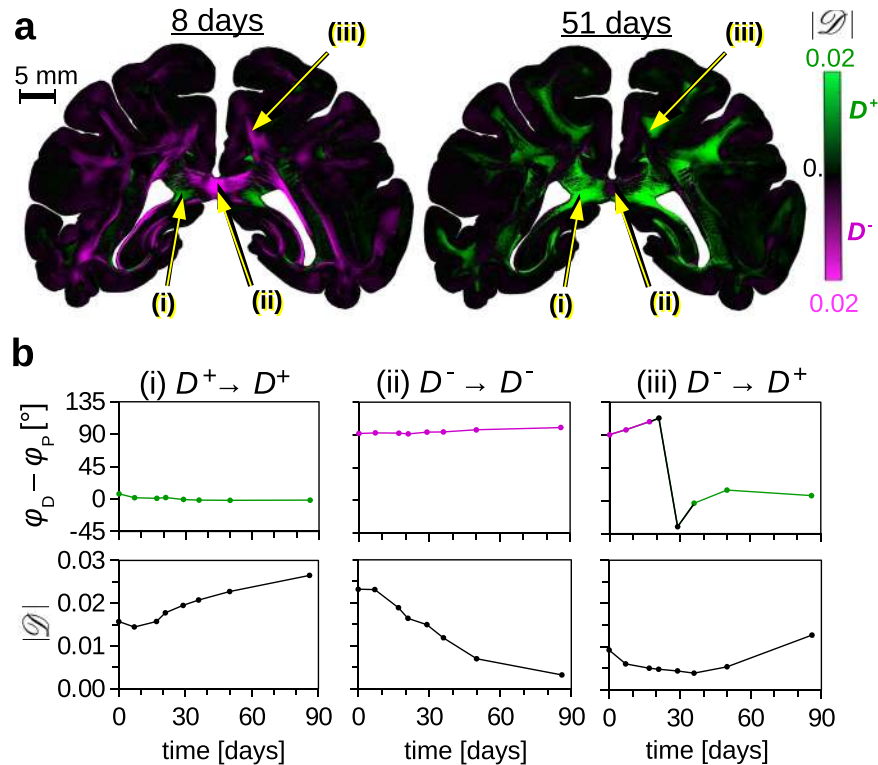 a
8 days
51 days
(iii)
(iii)
|𝒟|
0.02
5 mm
D⁺
0.
D⁻
0.02
(i)
(ii)
(i)
(ii)
b
(i) D⁺ → D⁺
(ii) D⁻ → D⁻
(iii) D⁻ → D⁺
φD – φP [°]
135
90
45
0
-45
|𝒟|
0.03
0.02
0.01
0.00
0 30 60 90
0 30 60 90
0 30 60 90
time [days]
time [days]
time [days]